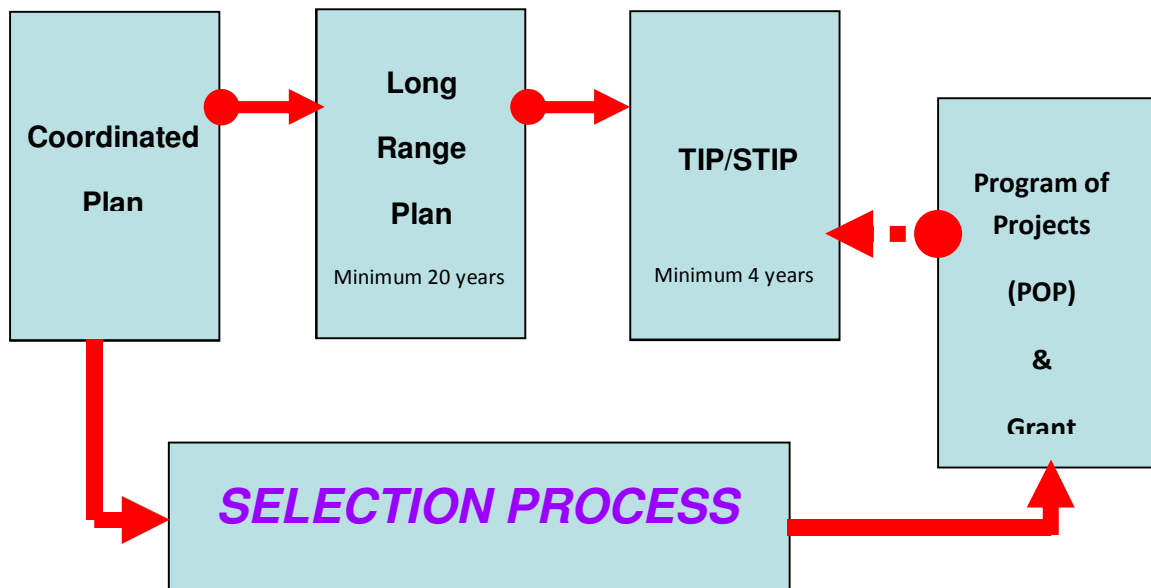 Coordinated
Plan
Long
Range
Plan
Minimum 20 years
TIP/STIP
Minimum 4 years
Program of
Projects
(POP)
&
Grant
SELECTION PROCESS